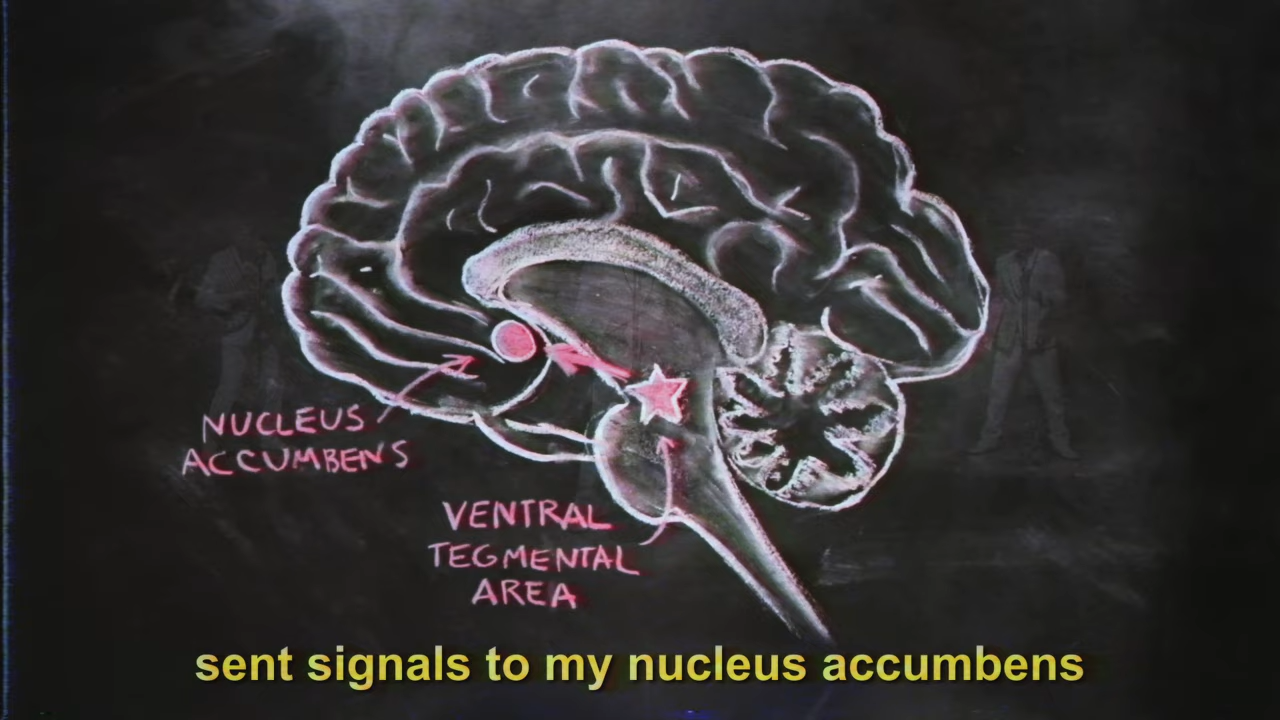 NUCLEUS
ACCUMBENS
VENTRAL
TEGMENTAL
AREA
sent signals to my nucleus accumbens